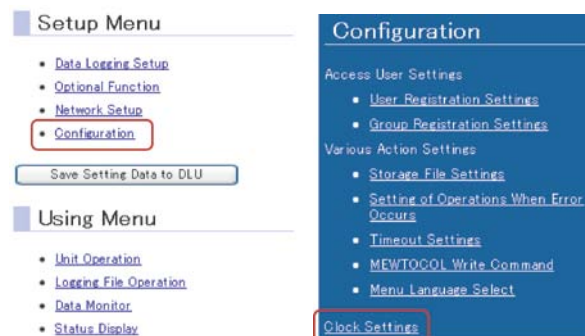 Setup Menu
Data Logging Setup
Optional Function
Network Setup
Configuration
Save Setting Data to DLU
Using Menu
Unit Operation
Logging File Operation
Data Monitor
Status Display
Configuration
Access User Settings
User Registration Settings
Group Registration Settings
Various Action Settings
Storage File Settings
Setting of Operations When Error
Occurs
Timeout Settings
MEWTOCOL Write Command
Menu Language Select
Clock Settings